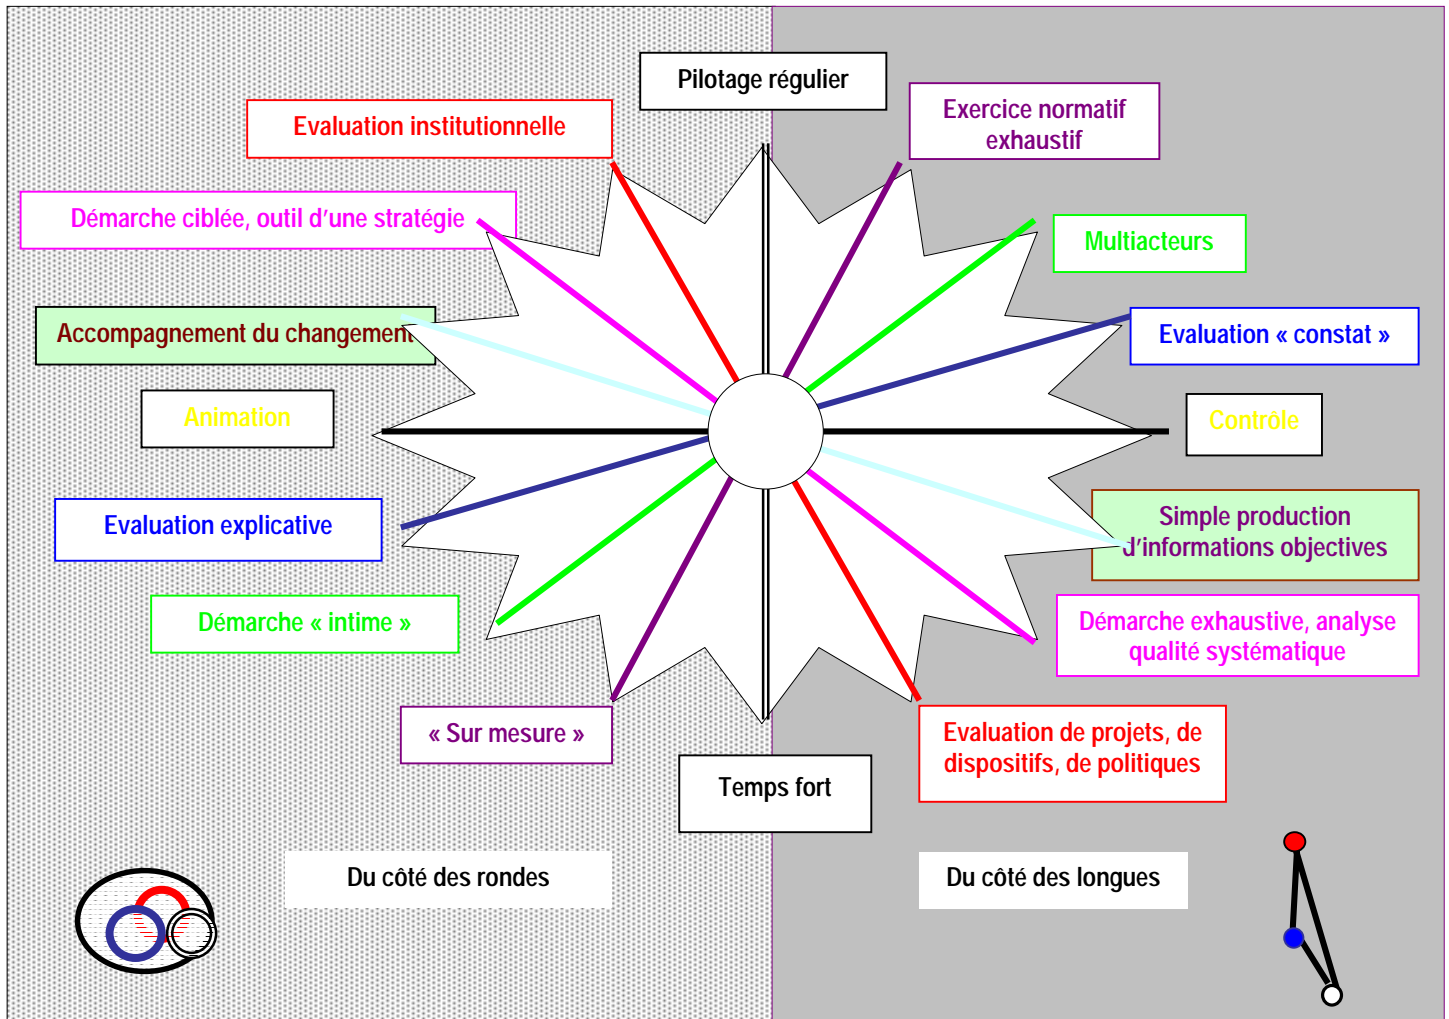 Pilotage régulier
Evaluation institutionnelle
Exercice normatif
exhaustif
Démarche ciblée, outil d’une stratégie
Multiacteurs
Accompagnement du changement
Evaluation « constat »
Animation
Contrôle
Evaluation explicative
Simple production
d’informations objectives
Démarche « intime »
Démarche exhaustive, analyse
qualité systématique
« Sur mesure »
Evaluation de projets, de
dispositifs, de politiques
Temps fort
Du côté des rondes
Du côté des longues